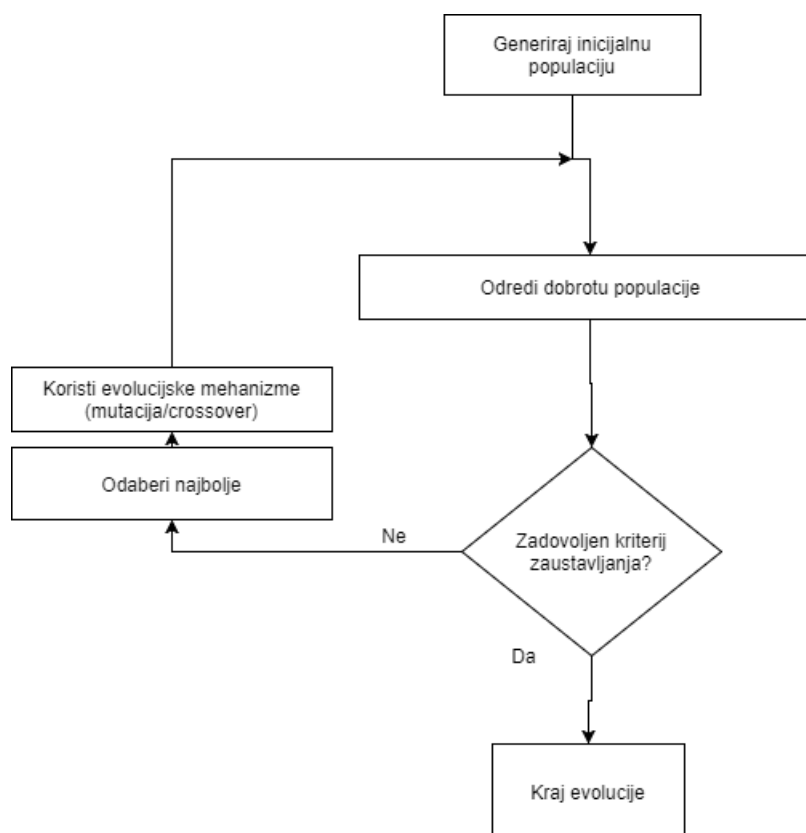 Generiraj inicijalnu
populaciju
Odredi dobrotu populacije
Koristi evolucijske mehanizme
(mutacija/crossover)
Odaberi najbolje
Ne
Zadovoljen kriterij
zaustavljanja?
Da
Kraj evolucije